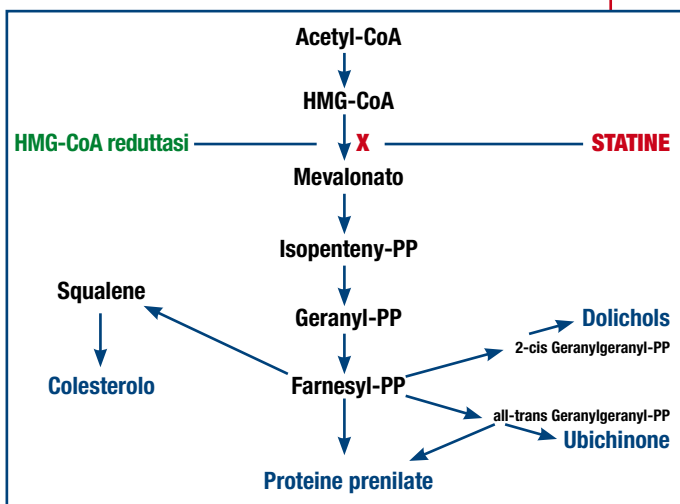 Acetyl-CoA
HMG-CoA
HMG-CoA reduttasi X STATINE
Mevalonato
Isopenteny-PP
Squalene
Geranyl-PP
Dolichols
2-cis Geranylgeranyl-PP
Colesterolo
Farnesyl-PP
all-trans Geranylgeranyl-PP
Ubichinone
Proteine prenilate